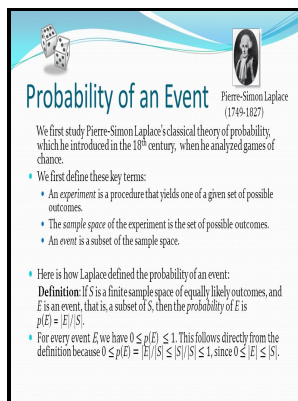 Probability of an Event
Pierre-Simon Laplace
(1749-1827)
We first study Pierre-Simon Laplace's classical theory of probability,
which he introduced in the 18th century, when he analyzed games of
chance.
We first define these key terms:
An experiment is a procedure that yields one of a given set of possible
outcomes.
The sample space of the experiment is the set of possible outcomes.
An event is a subset of the sample space.
Here is how Laplace defined the probability of an event:
Definition: If S is a finite sample space of equally likely outcomes, and
E is an event, that is, a subset of S, then the probability of E is
p(E) = |E|/|S|.
For every event E, we have 0 ≤ p(E) ≤ 1. This follows directly from the
definition because 0 ≤ p(E) = |E|/|S| ≤ |S|/|S| ≤ 1, since 0 ≤ |E| ≤ |S|.